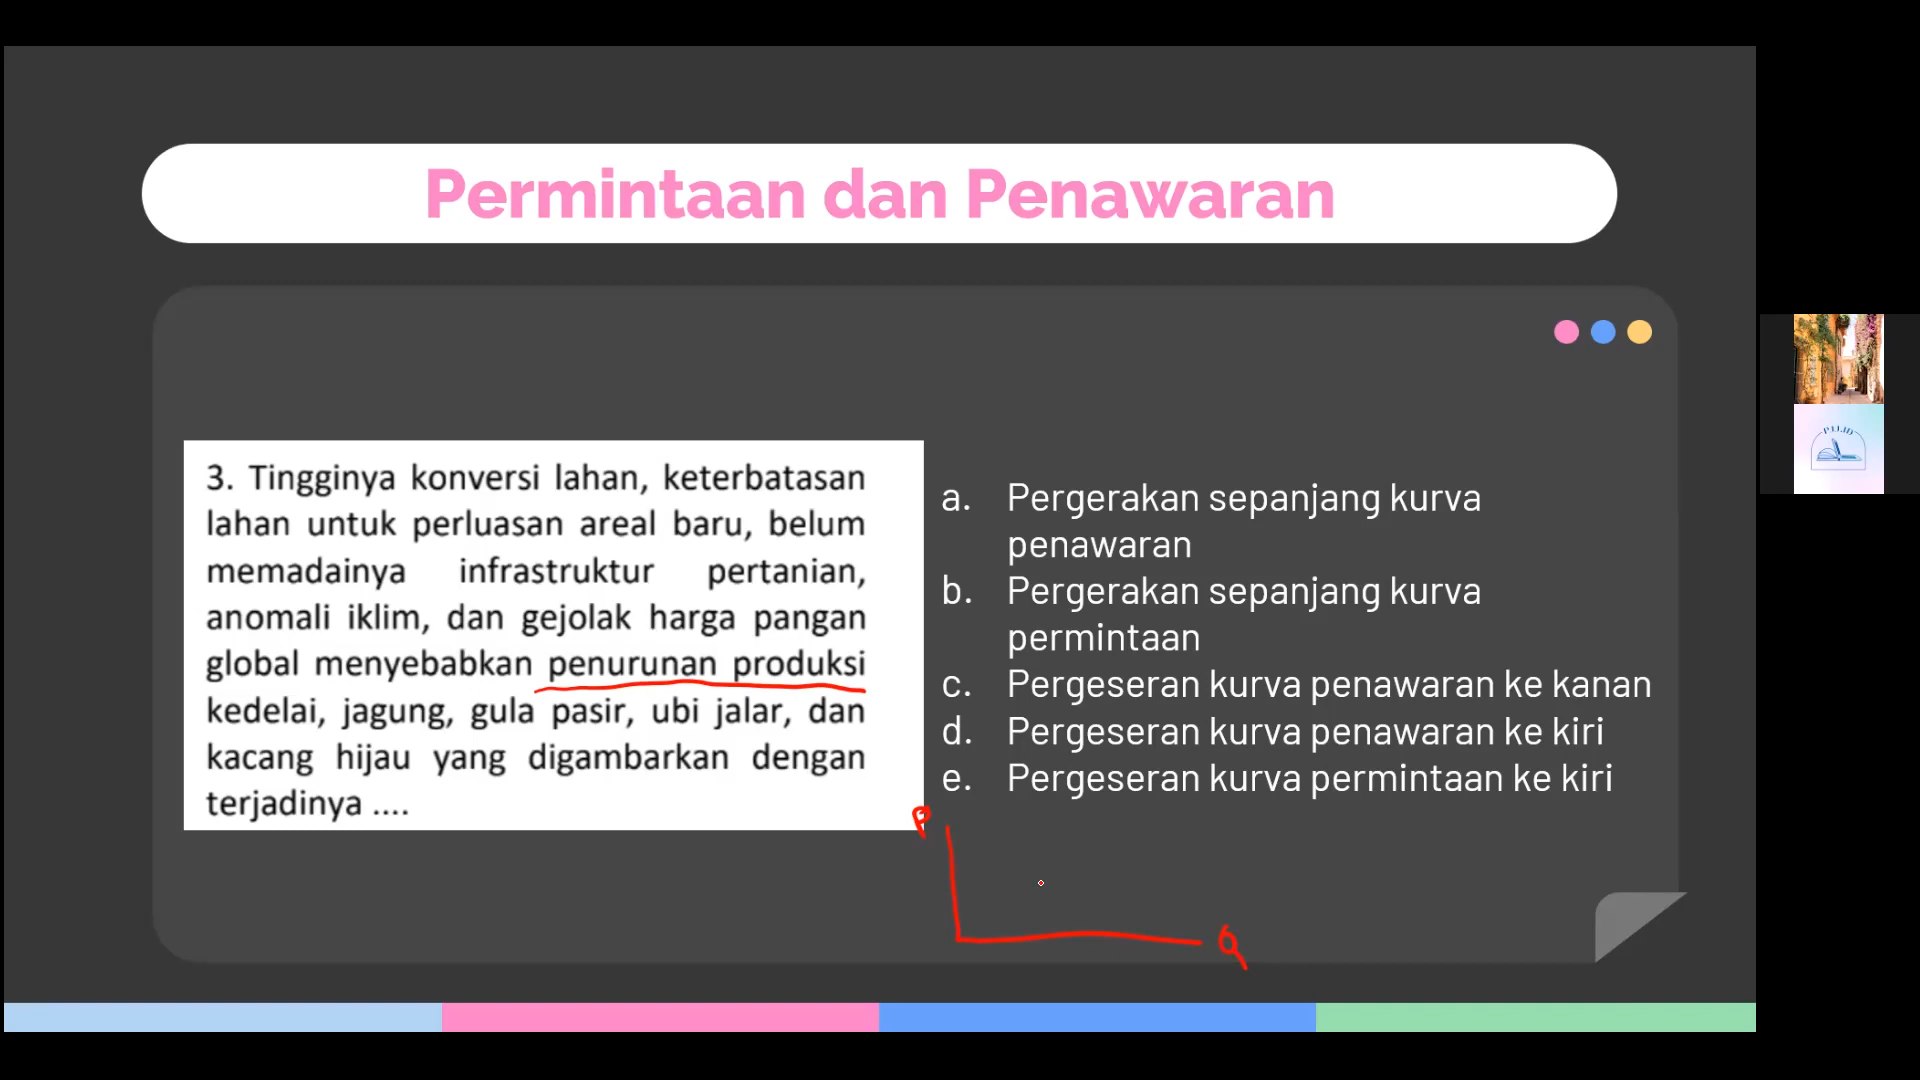 Permintaan dan Penawaran
3. Tingginya konversi lahan, keterbatasan
lahan untuk perluasan areal baru, belum
memadainya infrastruktur pertanian,
anomali iklim, dan gejolak harga pangan
global menyebabkan penurunan produksi
kedelai, jagung, gula pasir, ubi jalar, dan
kacang hijau yang digambarkan dengan
terjadinya ....
a. Pergerakan sepanjang kurva
penawaran
b. Pergerakan sepanjang kurva
permintaan
c. Pergeseran kurva penawaran ke kanan
d. Pergeseran kurva penawaran ke kiri
e. Pergeseran kurva permintaan ke kiri
P
Q